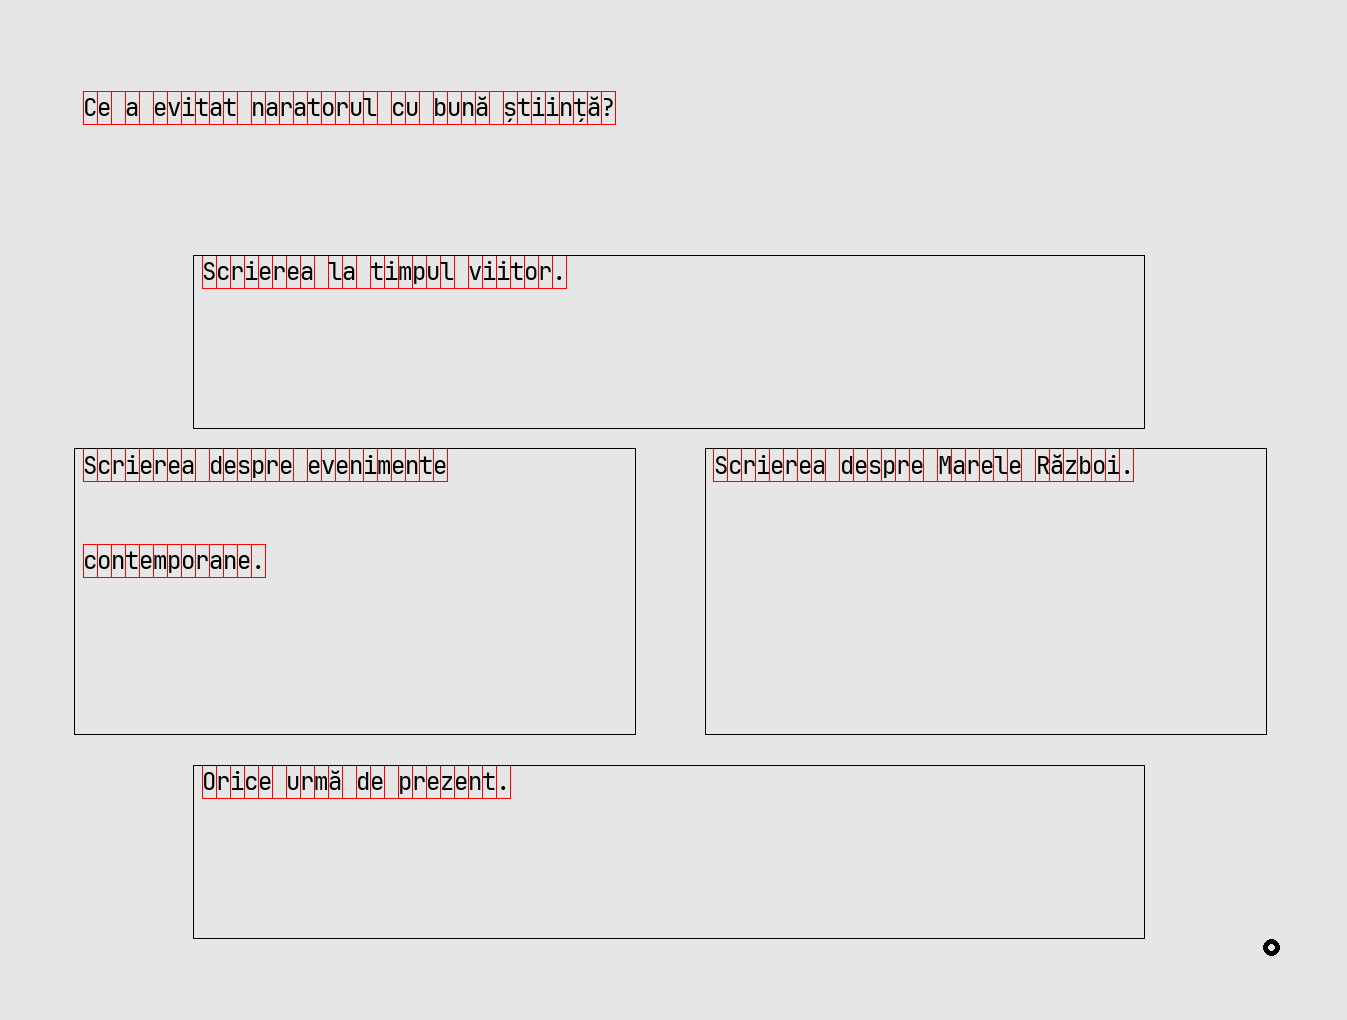 Ce a evitat naratorul cu bună știință?
Scrierea la timpul viitor.
Scrierea despre evenimente
contemporane.
Scrierea despre Marele Război.
Orice urmă de prezent.